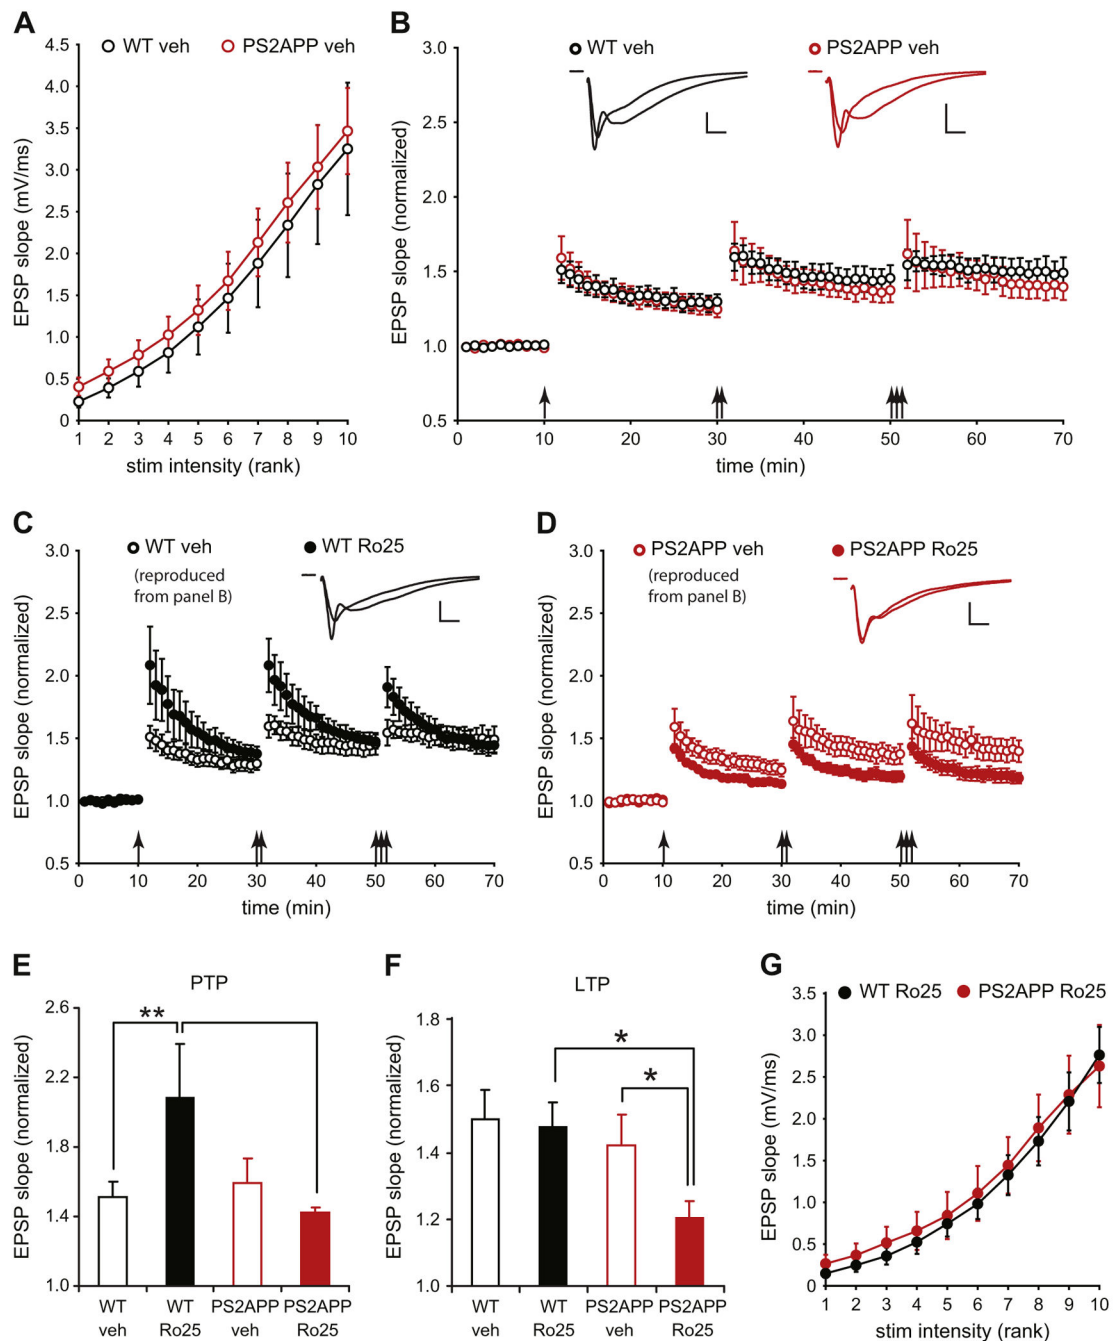 A
WT veh
PS2APP veh
EPSP slope (mV/ms)
4.5
4.0
3.5
3.0
2.5
2.0
1.5
1.0
0.5
0
1 2 3 4 5 6 7 8 9 10
stim intensity (rank)
B
WT veh
PS2APP veh
EPSP slope (normalized)
3.0
2.5
2.0
1.5
1.0
0.5
0 10 20 30 40 50 60 70
time (min)
C
WT veh
(reproduced
from panel B)
WT Ro25
EPSP slope (normalized)
3.0
2.5
2.0
1.5
1.0
0.5
0 10 20 30 40 50 60 70
time (min)
D
PS2APP veh
(reproduced
from panel B)
PS2APP Ro25
EPSP slope (normalized)
3.0
2.5
2.0
1.5
1.0
0.5
0 10 20 30 40 50 60 70
time (min)
E
PTP
EPSP slope (normalized)
2.6
2.2
1.8
1.4
1.0
**
WT WT PS2APP PS2APP
veh Ro25 veh Ro25
F
LTP
EPSP slope (normalized)
1.8
1.6
1.4
1.2
1.0
*
*
WT WT PS2APP PS2APP
veh Ro25 veh Ro25
G
WT Ro25
PS2APP Ro25
EPSP slope (mV/ms)
3.5
3.0
2.5
2.0
1.5
1.0
0.5
0
1 2 3 4 5 6 7 8 9 10
stim intensity (rank)